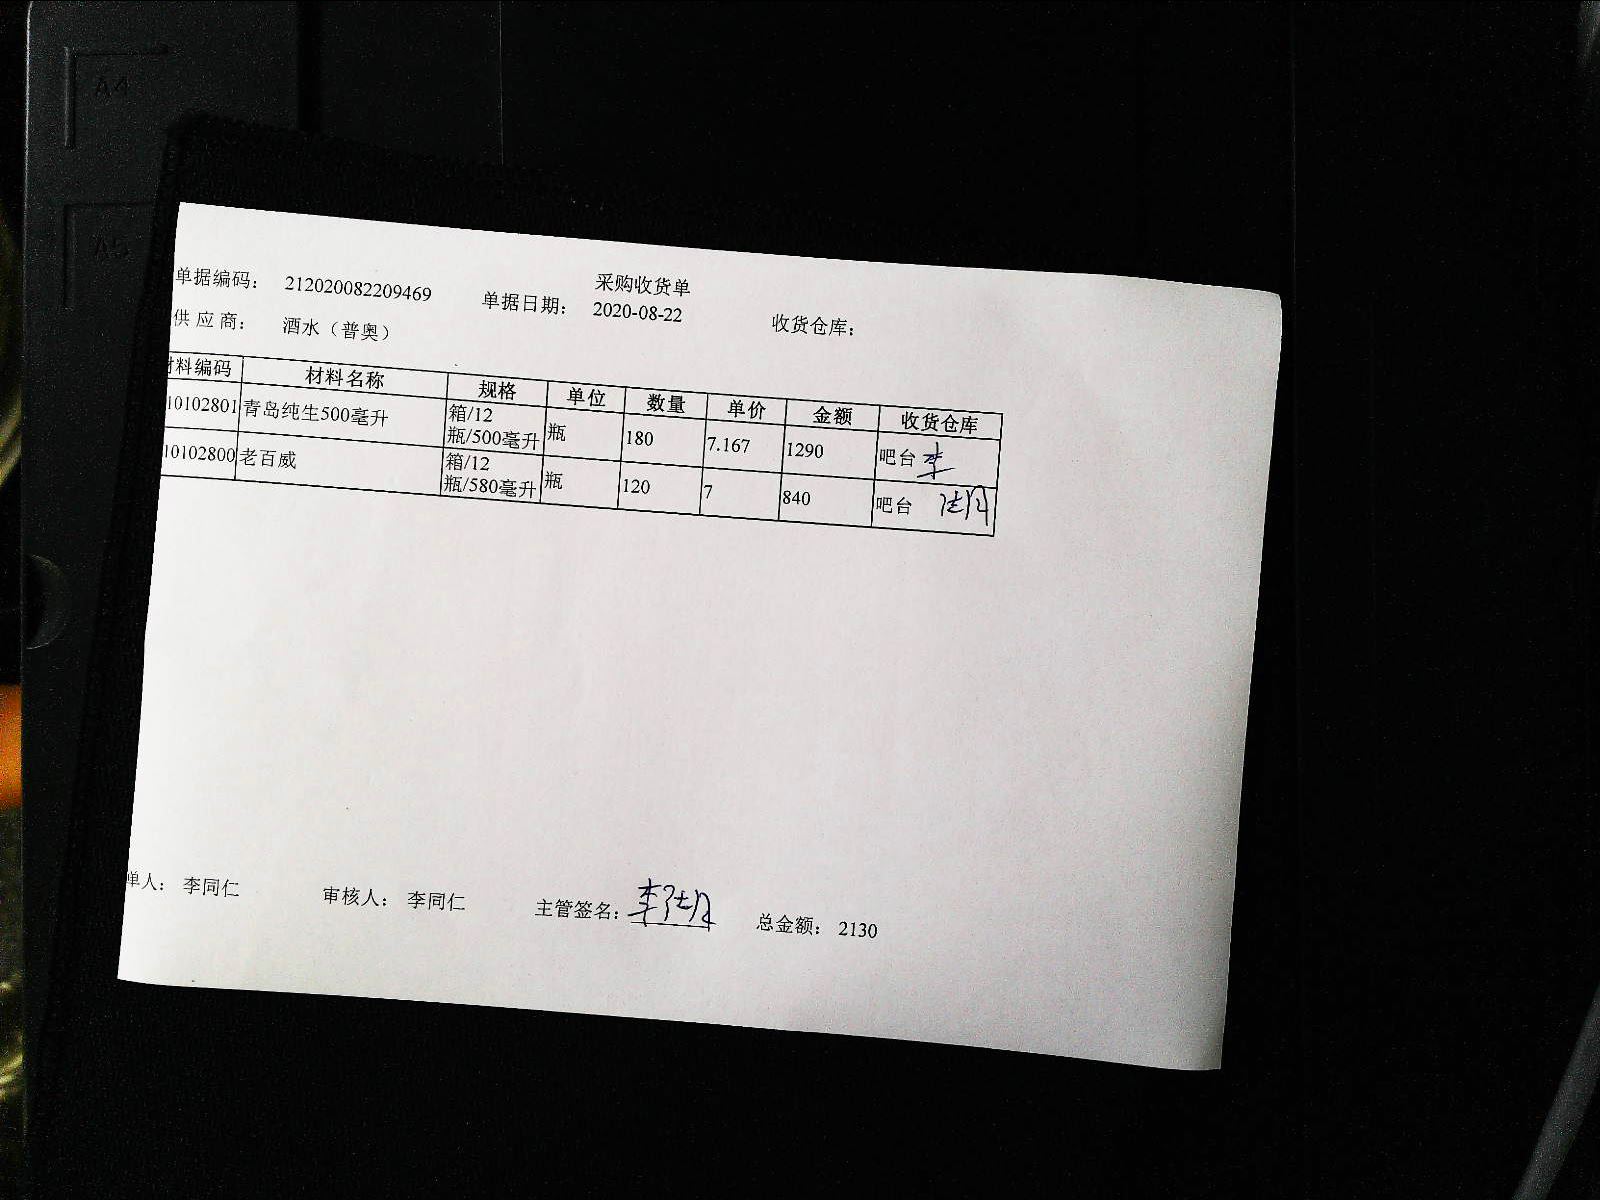 A4
A5
采购收货单
单据编码： 212020082209469 单据日期： 2020-08-22 收货仓库：
供 应 商： 酒水（普奥）
材料编码 材料名称 规格 单位 数量 单价 金额 收货仓库
10102801 青岛纯生500毫升 箱/12 瓶/500毫升 瓶 180 7.167 1290 吧台 李
10102800 老百威 箱/12 瓶/580毫升 瓶 120 7 840 吧台
单人： 李同仁 审核人： 李同仁 主管签名： 李 总金额： 2130